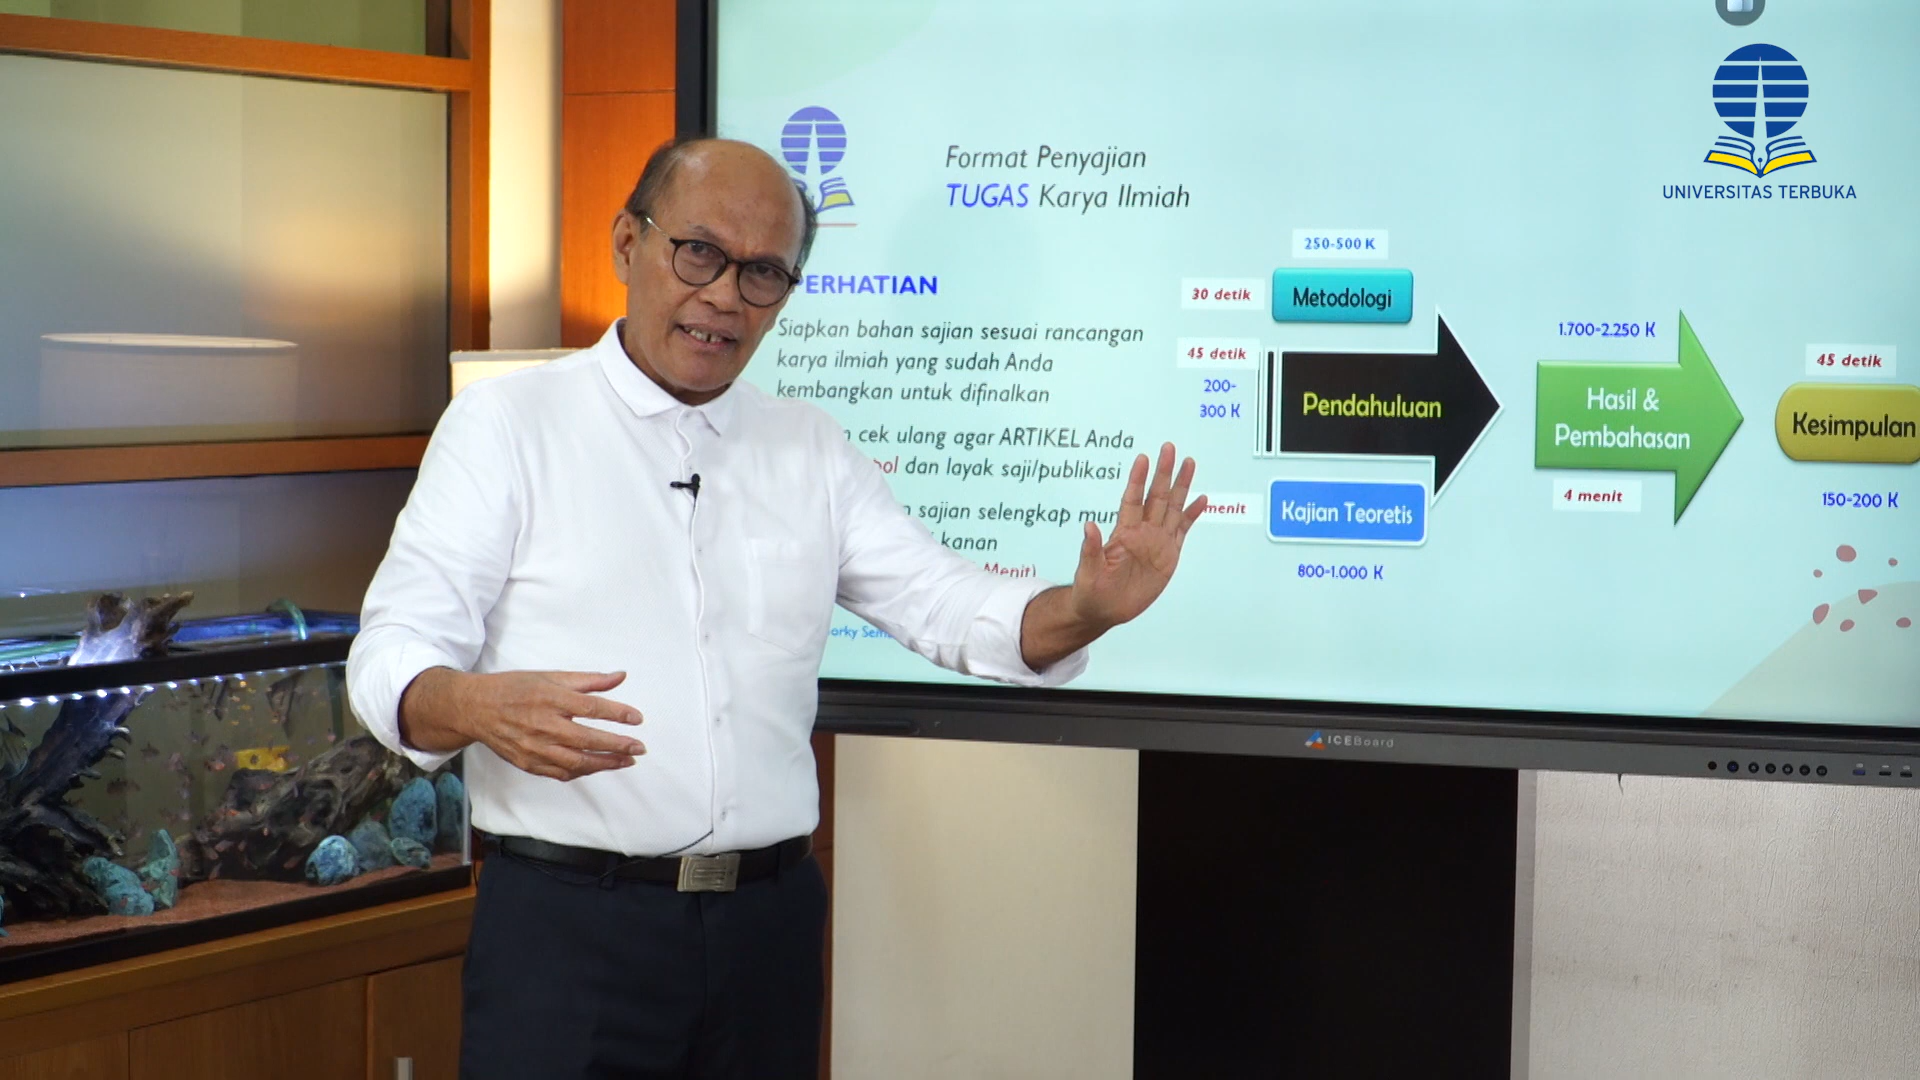 UNIVERSITAS TERBUKA
Format Penyajian
TUGAS Karya Ilmiah
PERHATIAN
Siapkan bahan sajian sesuai rancangan
karya ilmiah yang sudah Anda
kembangkan untuk difinalkan
cek ulang agar ARTIKEL Anda
dan layak saji/publikasi
sajian selengkap
kanan
Menit)
250-500 K
30 detik
Metodologi
45 detik
200-
300 K
Pendahuluan
menit
Kajian Teoretis
800-1.000 K
1.700-2.250 K
Hasil &
Pembahasan
4 menit
45 detik
Kesimpulan
150-200 K
ICEBoard